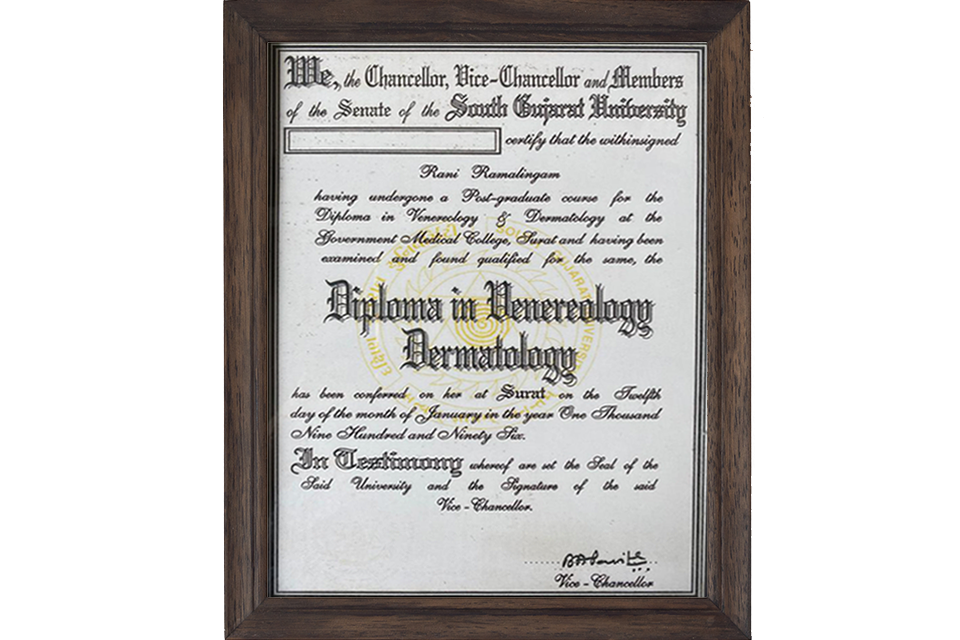 We, the Chancellor, Vice-Chancellor and Members
of the Senate of the South Gujarat University
certify that the withinsigned
Rani Ramalingam
having undergone a Post-graduate course for the
Diploma in Venereology & Dermatology at the
Government Medical College, Surat and having been
examined and found qualified for the same, the
Diploma in Venereology
Dermatology
has been conferred on her at Surat on the Twelfth
day of the month of January in the year One Thousand
Nine Hundred and Ninety Six.
In Testimony whereof are set the Seal of the
Said University and the Signature of the said
Vice-Chancellor.
Vice-Chancellor